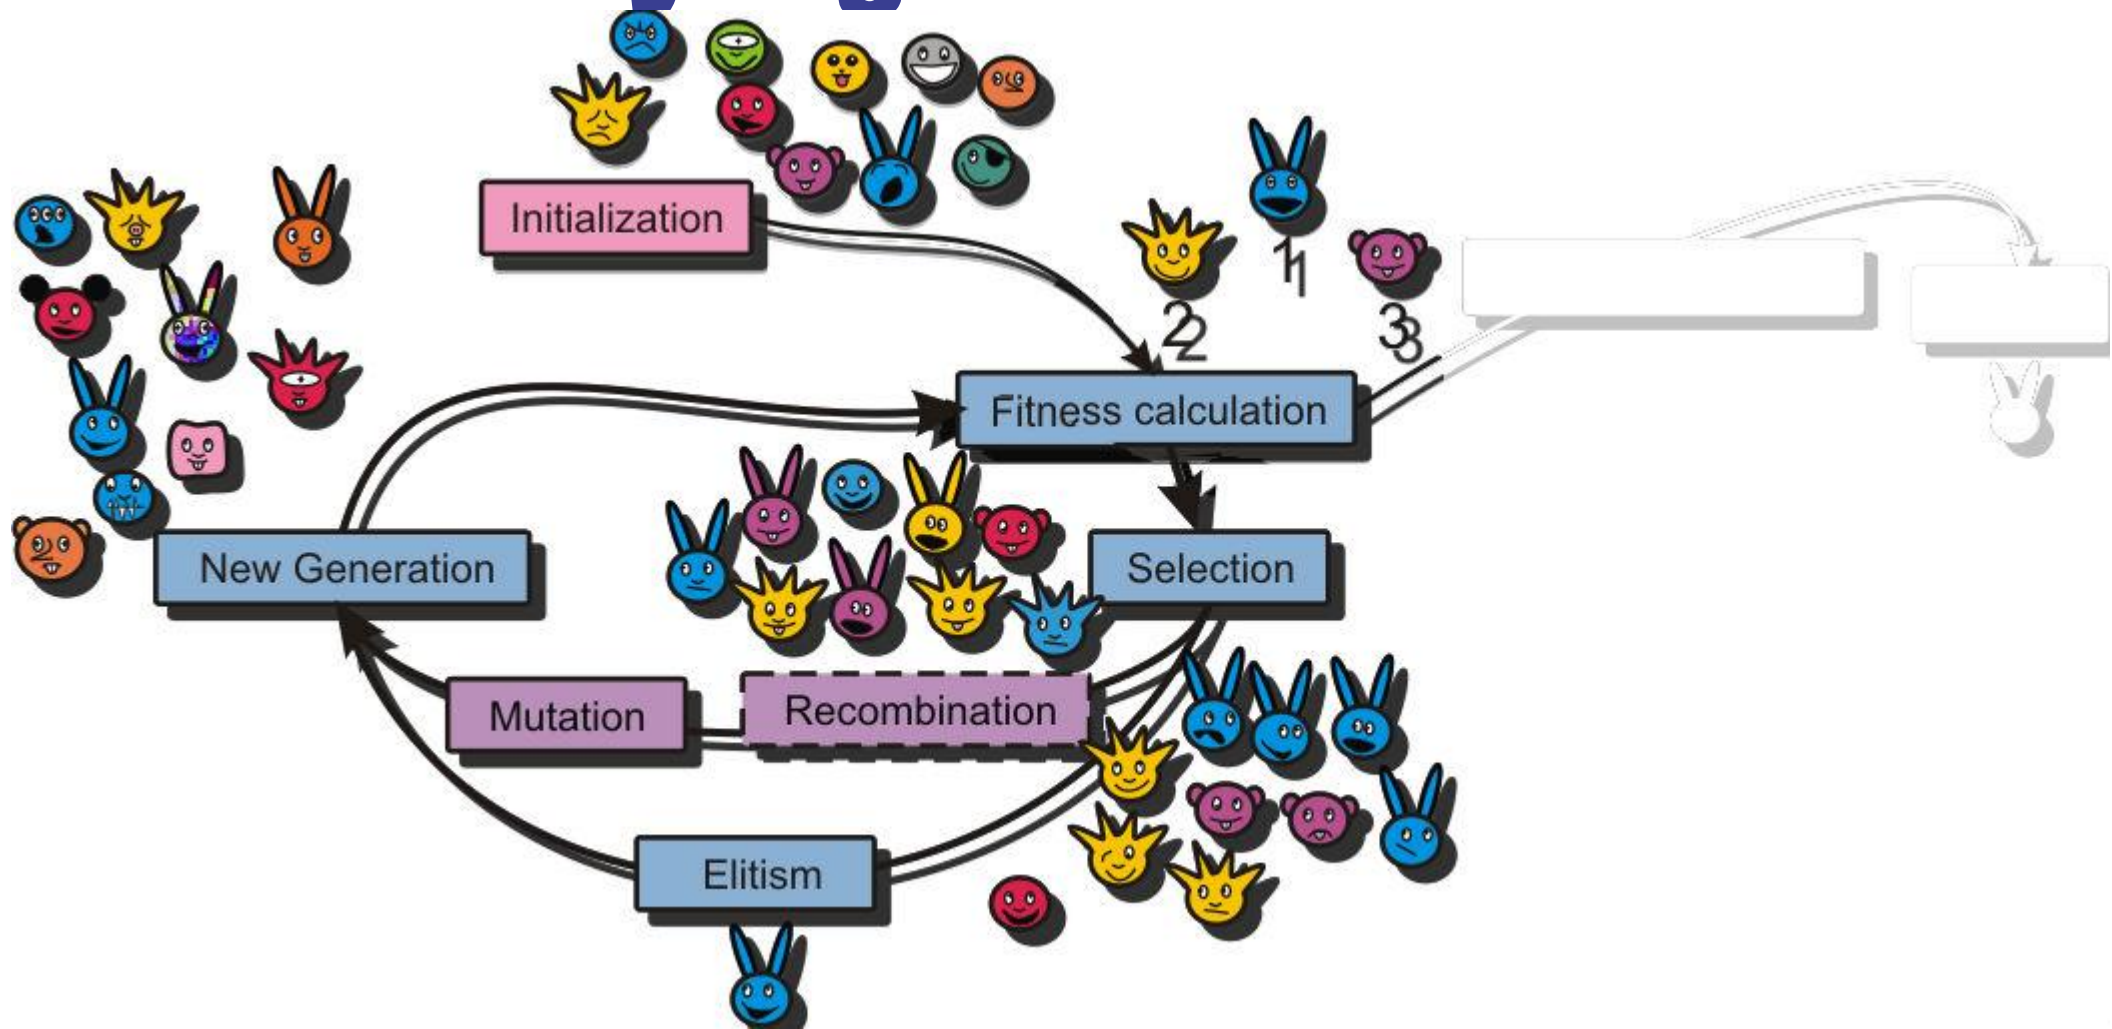 Initialization
1
2
3
Fitness calculation
New Generation
Selection
Mutation
Recombination
Elitism